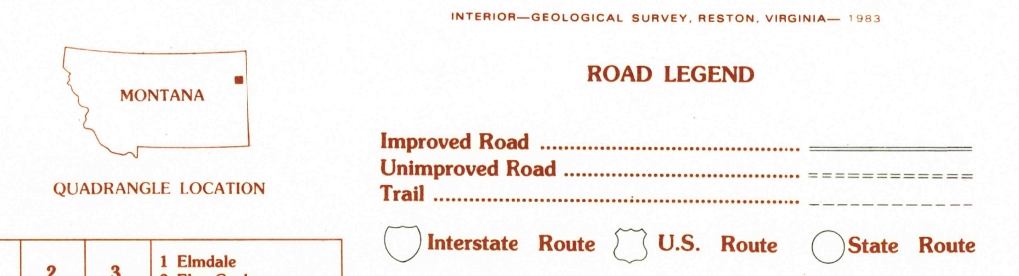 INTERIOR—GEOLOGICAL SURVEY, RESTON, VIRGINIA— 1983
MONTANA
QUADRANGLE LOCATION
ROAD LEGEND
Improved Road
Unimproved Road
Trail
Interstate Route U.S. Route State Route
2 3 1 Elmdale